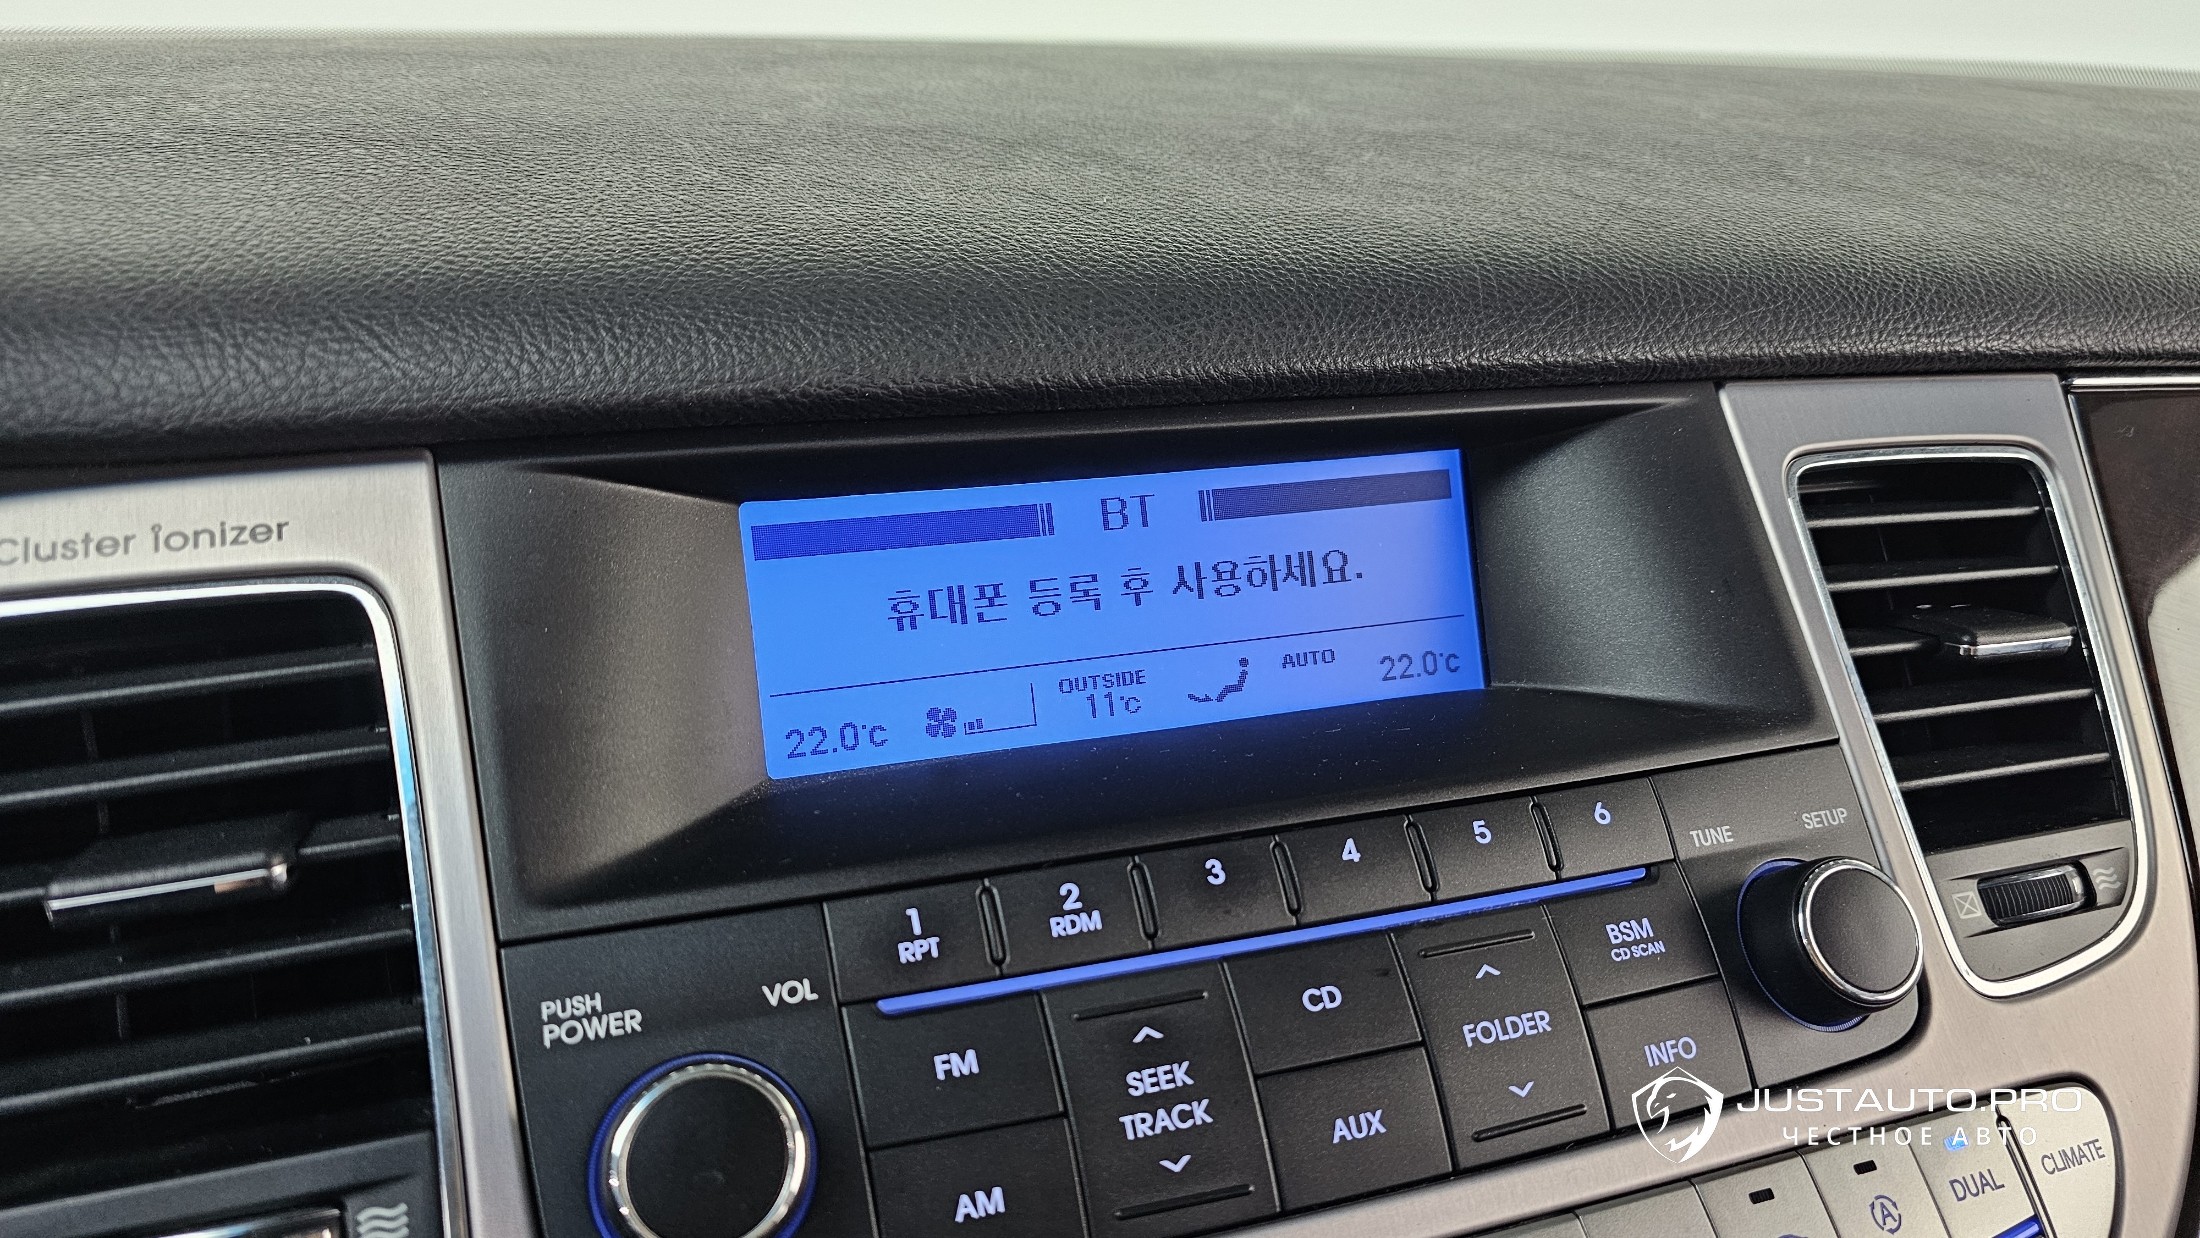 Cluster ionizer
BT
휴대폰 등록 후 사용하세요.
22.0°C
OUTSIDE
11°C
AUTO
22.0°C
1
RPT
2
RDM
3
4
5
6
TUNE
SETUP
PUSH
POWER
VOL
FM
AM
SEEK
TRACK
CD
AUX
FOLDER
BSM
CD SCAN
INFO
JUSTAUTO.PRO
ЧЕСТНОЕ АВТО
A
DUAL
CLIMATE